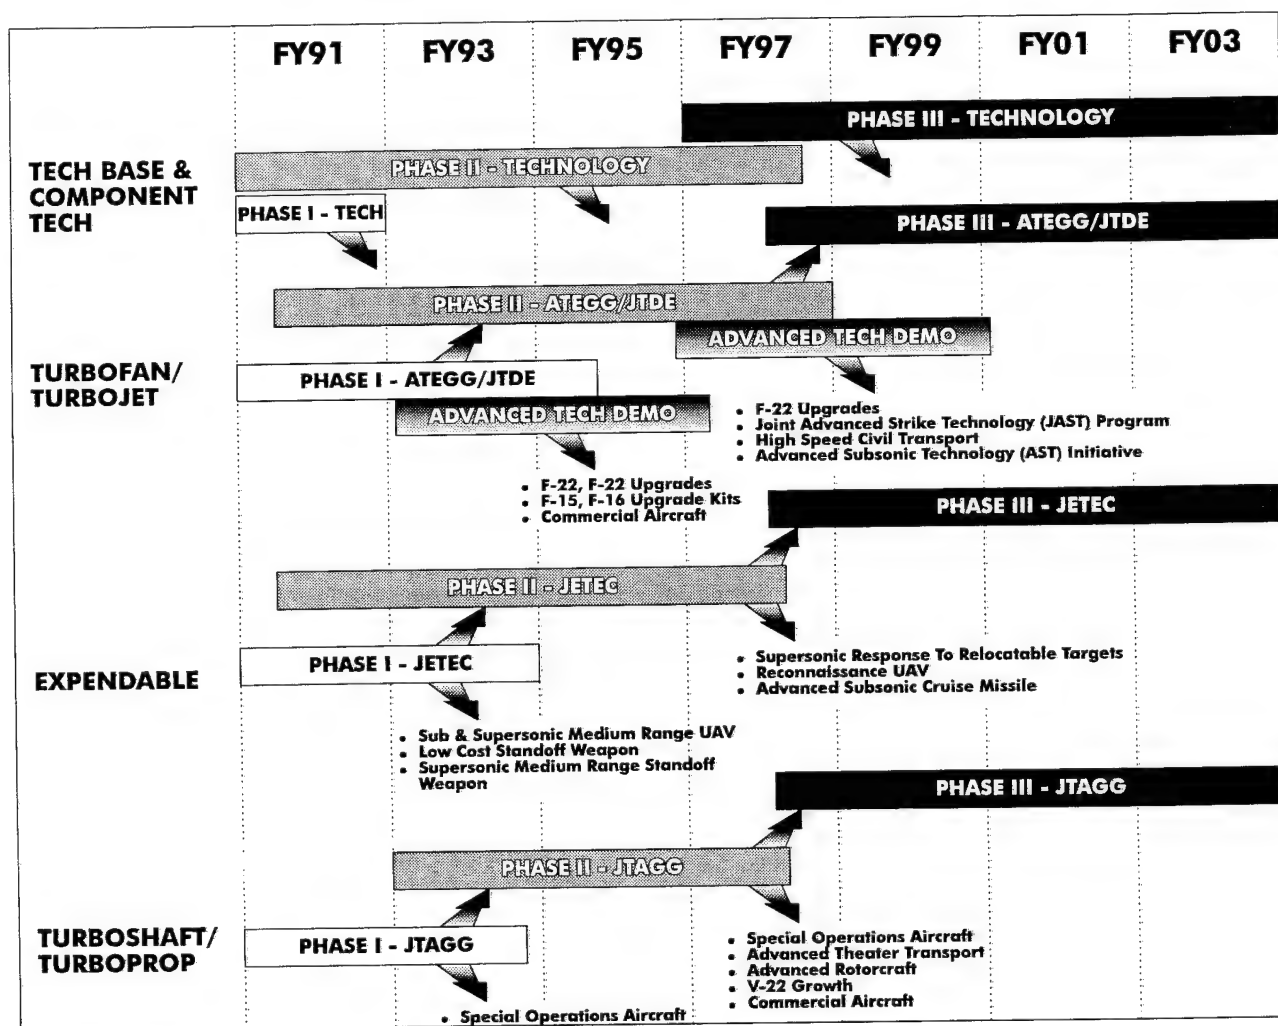 FY91 FY93 FY95 FY97 FY99 FY01 FY03
PHASE III - TECHNOLOGY
TECH BASE &
COMPONENT
TECH
PHASE II - TECHNOLOGY
PHASE I - TECH
PHASE III - ATEGG/JTDE
PHASE II - ATEGG/JTDE
ADVANCED TECH DEMO
TURBOFAN/
TURBOJET
PHASE I - ATEGG/JTDE
ADVANCED TECH DEMO
• F-22 Upgrades
• Joint Advanced Strike Technology (JAST) Program
• High Speed Civil Transport
• Advanced Subsonic Technology (AST) Initiative
• F-22, F-22 Upgrades
• F-15, F-16 Upgrade Kits
• Commercial Aircraft
PHASE III - JETEC
PHASE II - JETEC
EXPENDABLE
PHASE I - JETEC
• Supersonic Response To Relocatable Targets
• Reconnaissance UAV
• Advanced Subsonic Cruise Missile
• Sub & Supersonic Medium Range UAV
• Low Cost Standoff Weapon
• Supersonic Medium Range Standoff
Weapon
PHASE III - JTAGG
PHASE II - JTAGG
TURBOSHAFT/
TURBOPROP
PHASE I - JTAGG
• Special Operations Aircraft
• Advanced Theater Transport
• Advanced Rotorcraft
• V-22 Growth
• Commercial Aircraft
• Special Operations Aircraft